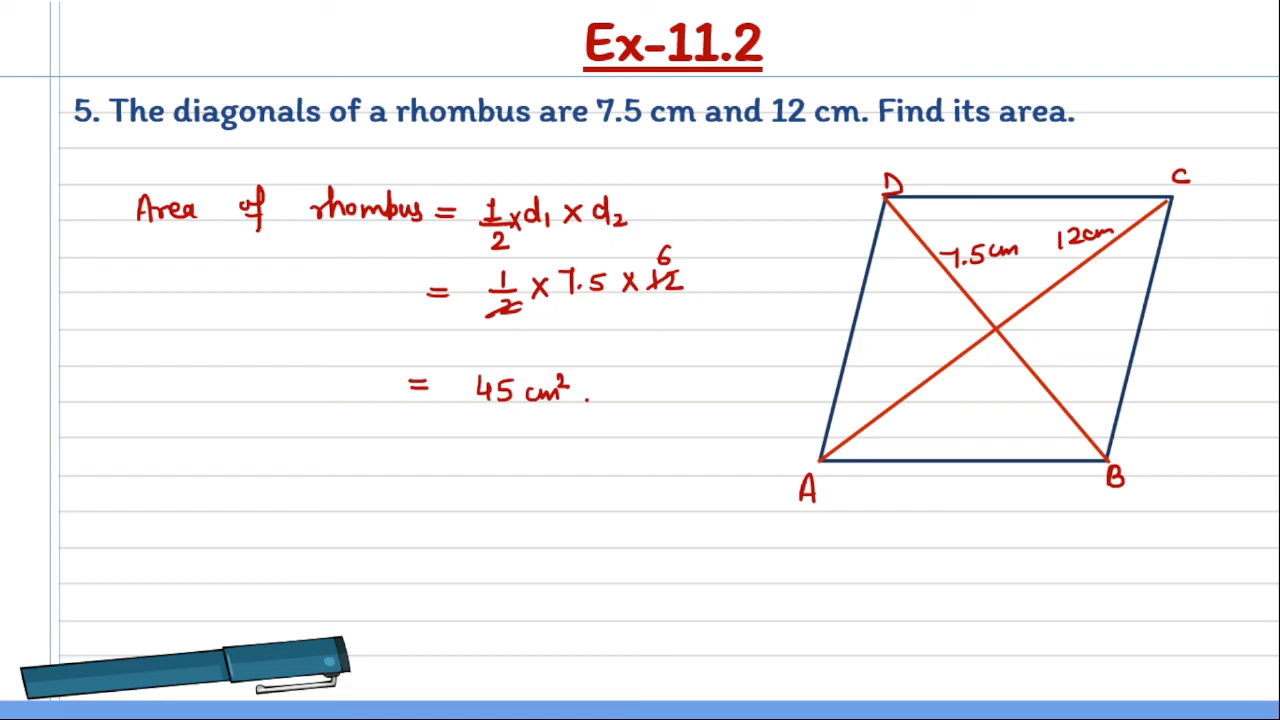 Ex-11.2
5. The diagonals of a rhombus are 7.5 cm and 12 cm. Find its area.
Area of rhombus = 1/2 × d1 × d2
= 1/2 × 7.5 × 12 6
= 45 cm².
D
C
7.5cm
12cm
A
B